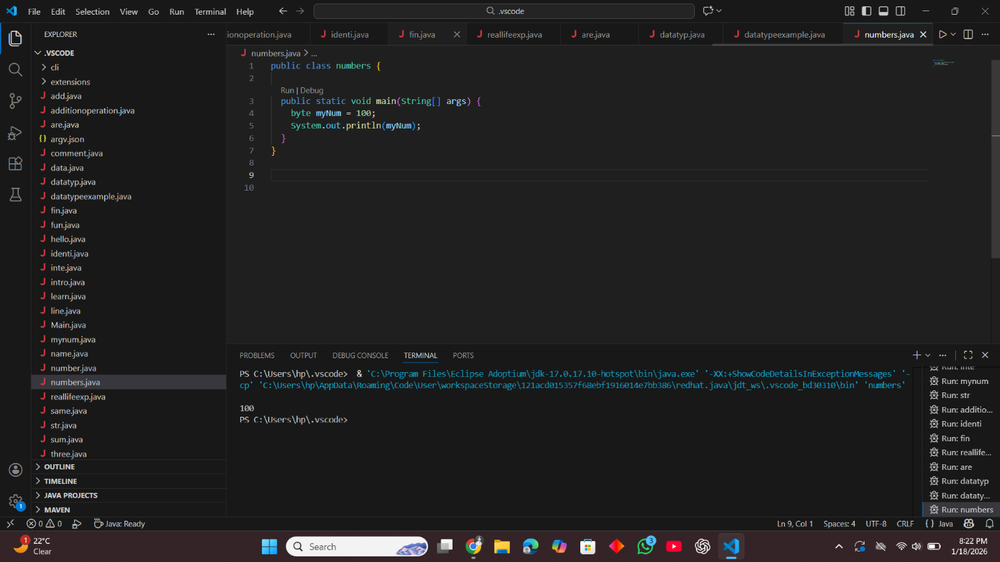 File Edit Selection View Go Run Terminal Help
.vscode
EXPLORER
ionoperation.java
identi.java
fin.java
reallifeexp.java
are.java
datatyp.java
datatypeexample.java
numbers.java
.VSCODE
cli
extensions
add.java
additionoperation.java
are.java
argv.json
comment.java
data.java
datatyp.java
datatypeexample.java
fin.java
fun.java
hello.java
identi.java
inte.java
intro.java
learn.java
line.java
Main.java
mynum.java
name.java
number.java
numbers.java
reallifeexp.java
same.java
str.java
sum.java
three.java
OUTLINE
TIMELINE
JAVA PROJECTS
MAVEN
numbers.java > ...
1 public class numbers {
2
Run | Debug
3 public static void main(String[] args) {
4 byte myNum = 100;
5 System.out.println(myNum);
6 }
7 }
8
9
10
PROBLEMS OUTPUT DEBUG CONSOLE TERMINAL PORTS
PS C:\Users\hp\.vscode> & 'C:\Program Files\Eclipse Adoptium\jdk-17.0.17.10-hotspot\bin\java.exe' '-XX:+ShowCodeDetailsInExceptionMessages' '-
cp' 'C:\Users\hp\AppData\Roaming\Code\User\workspaceStorage\121acd015357f68ebf1916014e7bb386\redhat.java\jdt_ws\.vscode_bd30310\bin' 'numbers'
100
PS C:\Users\hp\.vscode>
Run: inte
Run: mynum
Run: str
Run: additio...
Run: identi
Run: fin
Run: reallife...
Run: are
Run: datatyp
Run: dataty...
Run: numbers
1
0 0 Java: Ready
Ln 9, Col 1 Spaces: 4 UTF-8 CRLF {} Java
1
22°C
Clear
Search
3
8:22 PM
1/18/2026